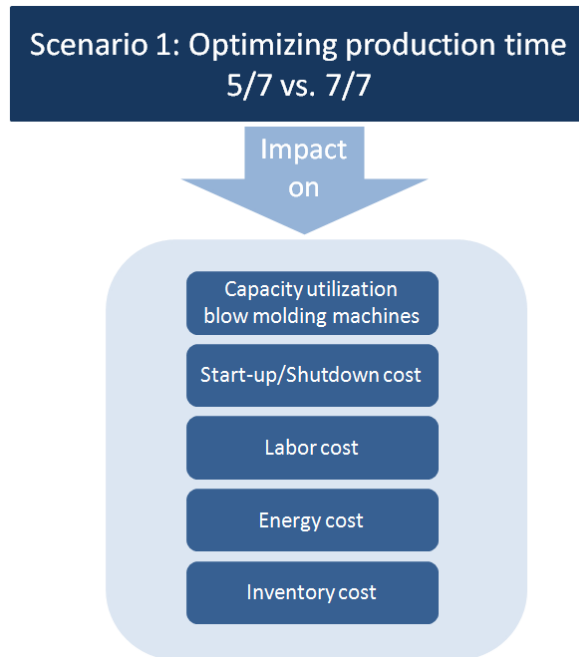 Scenario 1: Optimizing production time
5/7 vs. 7/7
Impact
on
Capacity utilization
blow molding machines
Start-up/Shutdown cost
Labor cost
Energy cost
Inventory cost